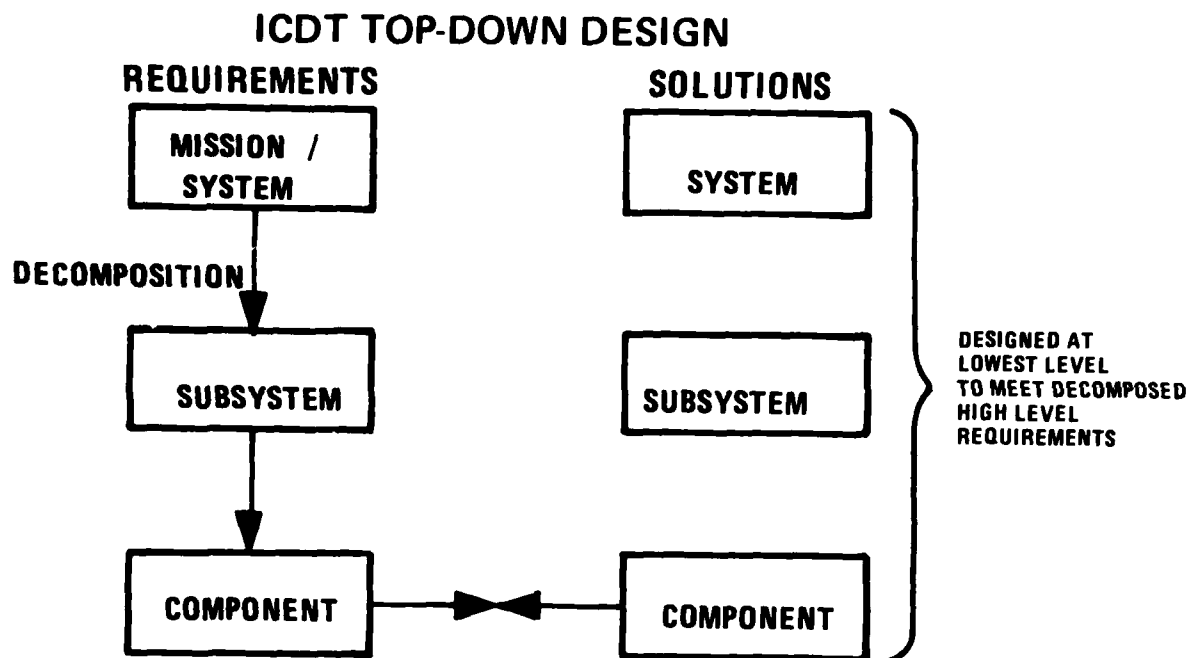 ICDT TOP-DOWN DESIGN
REQUIREMENTS
SOLUTIONS
MISSION /
SYSTEM
SYSTEM
DECOMPOSITION
SUBSYSTEM
SUBSYSTEM
DESIGNED AT
LOWEST LEVEL
TO MEET DECOMPOSED
HIGH LEVEL
REQUIREMENTS
COMPONENT
COMPONENT